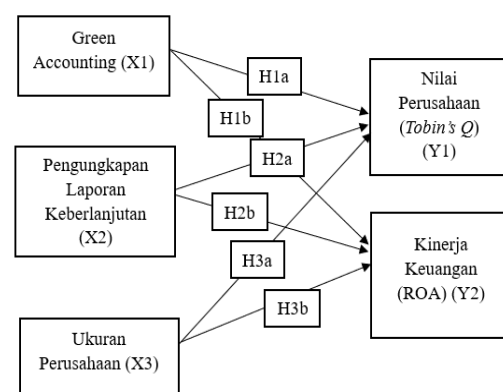 Green
Accounting (X1)
H1a
H1b
Nilai
Perusahaan
(Tobin's Q)
(Y1)
Pengungkapan
Laporan
Keberlanjutan
(X2)
H2a
H2b
H3a
Kinerja
Keuangan
(ROA) (Y2)
H3b
Ukuran
Perusahaan (X3)